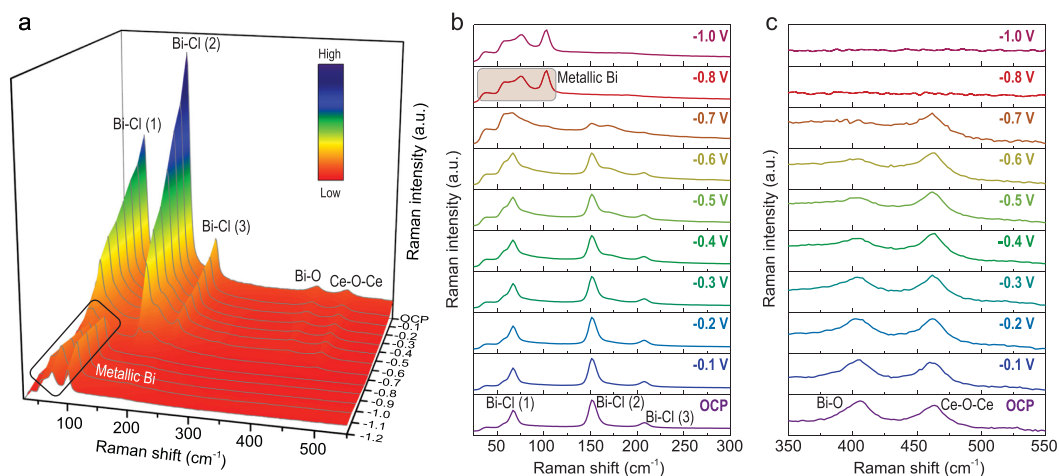 a
Bi-Cl (2)
Bi-Cl (1)
High
Low
Bi-Cl (3)
Bi-O
Ce-O-Ce
Metallic Bi
Raman intensity (a.u.)
OCP
-0.1
-0.2
-0.3
-0.4
-0.5
-0.6
-0.7
-0.8
-0.9
-1.0
-1.1
-1.2
100
200
300
400
500
Raman shift (cm-1)
b
-1.0 V
-0.8 V
Metallic Bi
-0.7 V
-0.6 V
-0.5 V
-0.4 V
-0.3 V
-0.2 V
-0.1 V
OCP
Bi-Cl (1)
Bi-Cl (2)
Bi-Cl (3)
Raman intensity (a.u.)
50 100 150 200 250 300
Raman shift (cm-1)
c
-1.0 V
-0.8 V
-0.7 V
-0.6 V
-0.5 V
-0.4 V
-0.3 V
-0.2 V
-0.1 V
OCP
Bi-O
Ce-O-Ce
Raman intensity (a.u.)
350 400 450 500 550
Raman shift (cm-1)